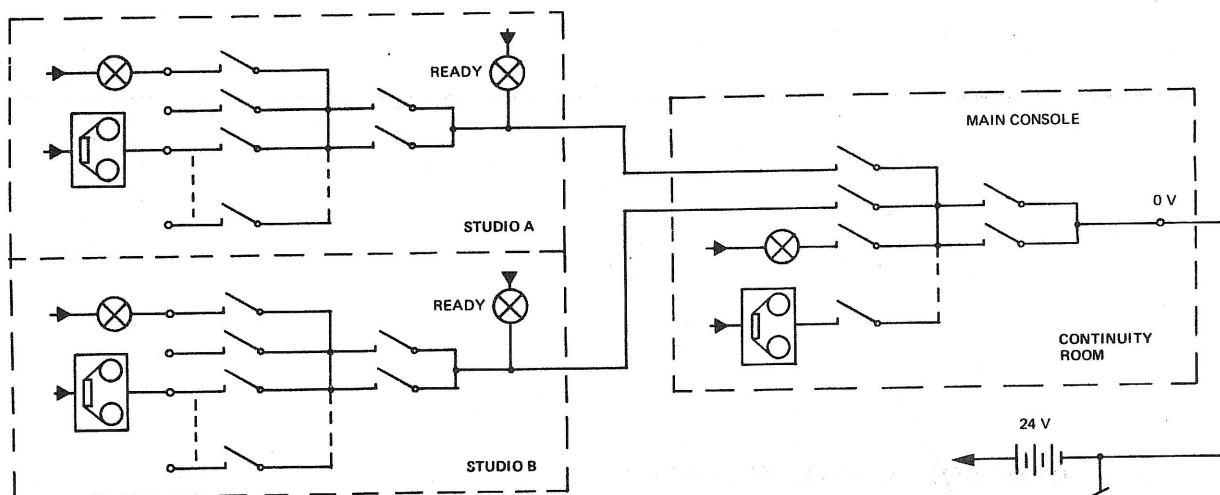 READY
STUDIO A
READY
STUDIO B
MAIN CONSOLE
0 V
CONTINUITY
ROOM
24 V